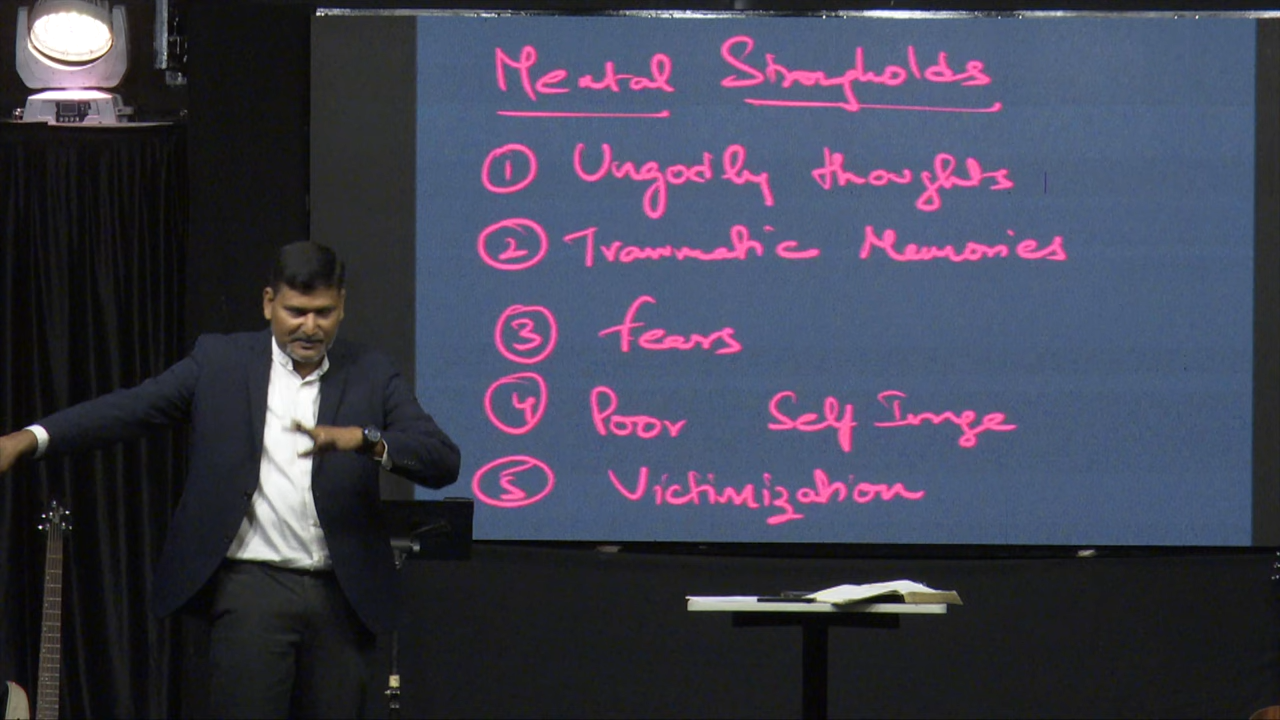 Mental Strongholds
① Ungodly thoughts
② Traumatic Memories
③ fears
④ Poor Self Image
⑤ Victimization